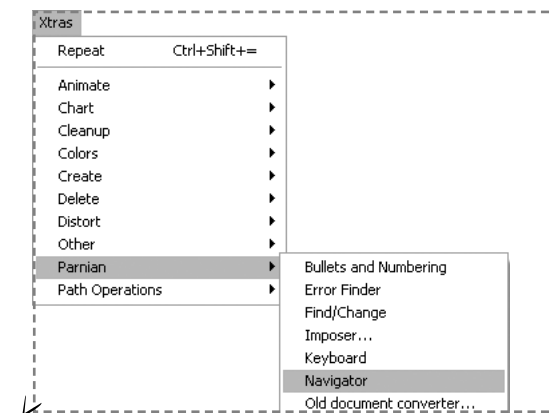 Xtras
Repeat Ctrl+Shift+=
Animate
Chart
Cleanup
Colors
Create
Delete
Distort
Other
Parnian
Path Operations
Bullets and Numbering
Error Finder
Find/Change
Imposer...
Keyboard
Navigator
Old document converter...